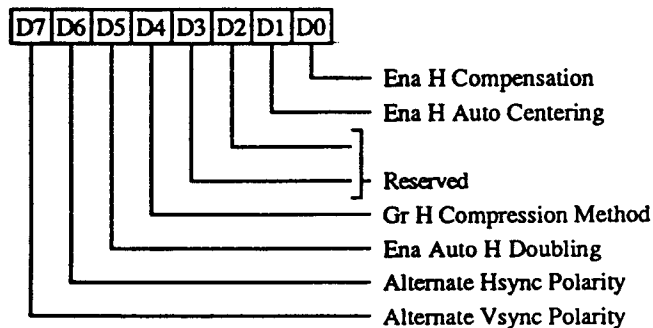 D7 D6 D5 D4 D3 D2 D1 D0
Ena H Compensation
Ena H Auto Centering
Reserved
Gr H Compression Method
Ena Auto H Doubling
Alternate Hsync Polarity
Alternate Vsync Polarity